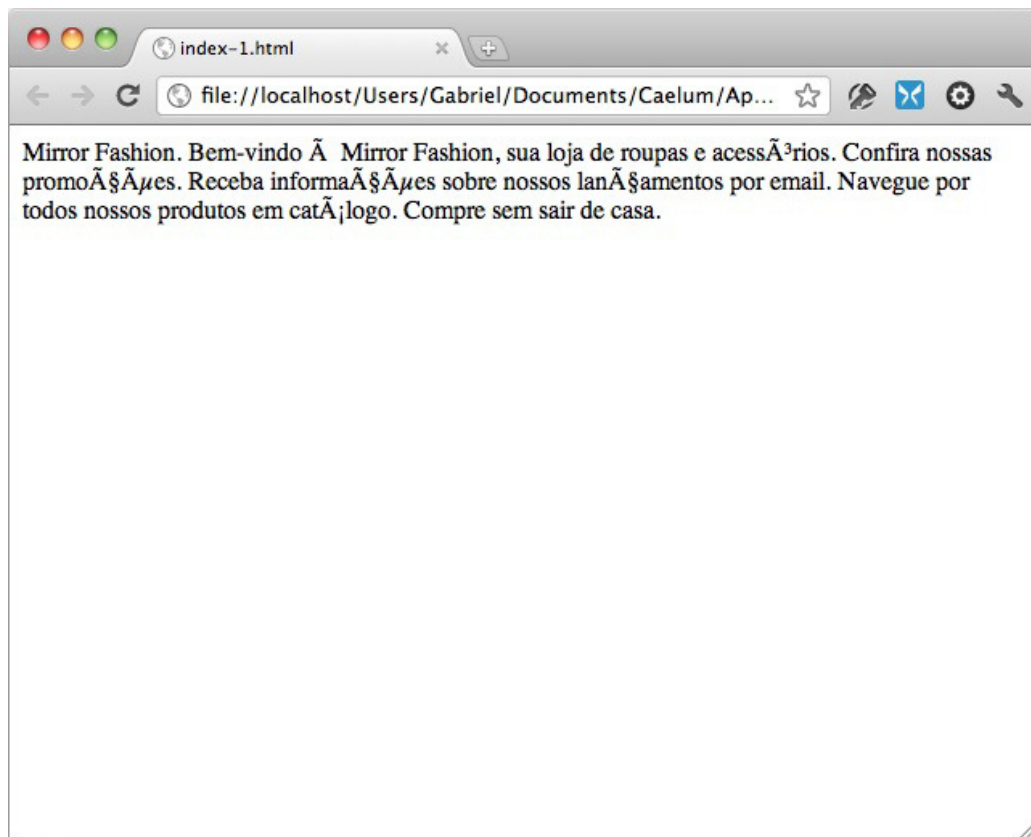 index-1.html
file://localhost/Users/Gabriel/Documents/Caelum/Ap...
Mirror Fashion. Bem-vindo Ã  Mirror Fashion, sua loja de roupas e acessÃ³rios. Confira nossas
promoÃ§Ãµes. Receba informaÃ§Ãµes sobre nossos lanÃ§amentos por email. Navegue por
todos nossos produtos em catÃ¡logo. Compre sem sair de casa.